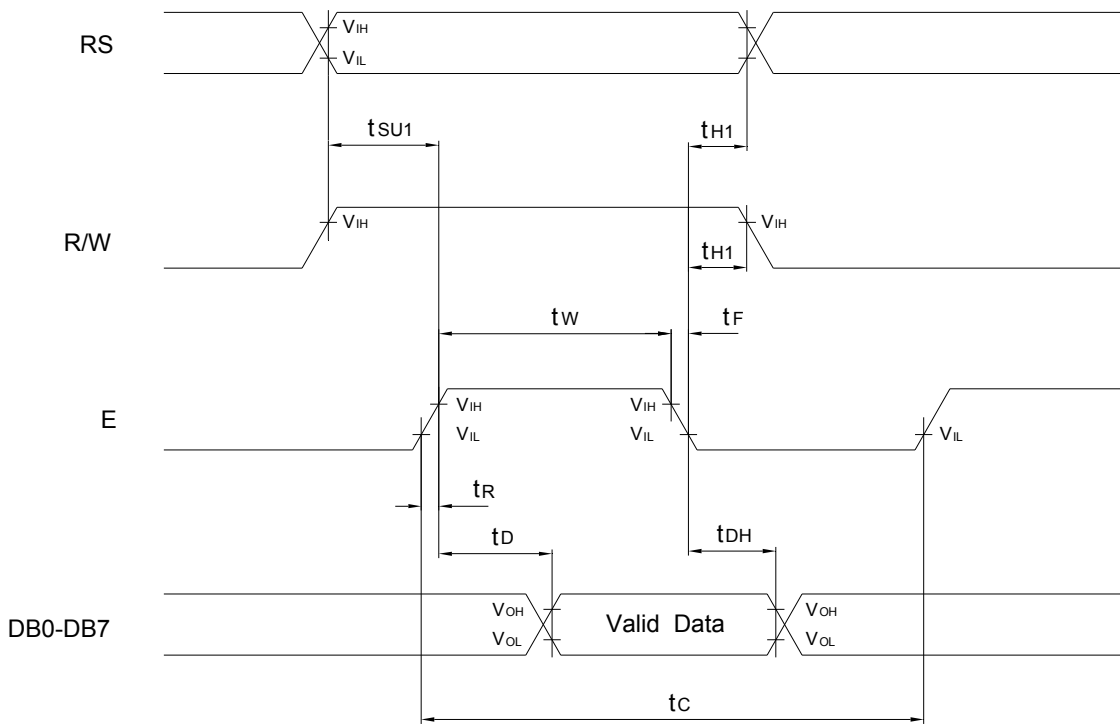 RS
VIH
VIL
tSU1
tH1
R/W
VIH
VIH
tH1
tW
tF
E
VIH
VIH
VIL
VIL
VIL
tR
tD
tDH
DB0-DB7
VOH
Valid Data
VOH
VOL
VOL
tC